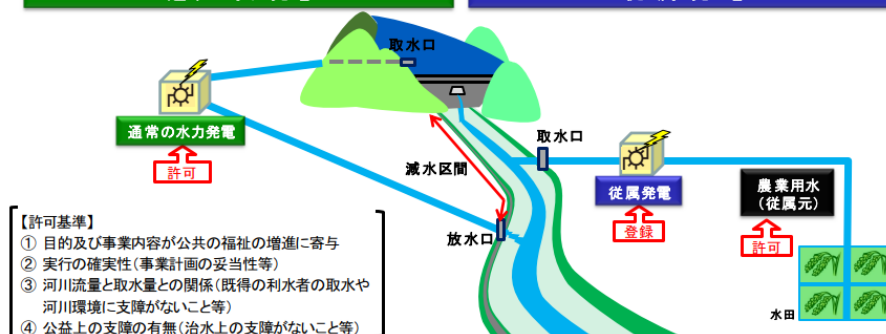 取水口
通常の水力発電
許可
減水区間
取水口
従属発電
登録
農業用水
(従属元)
許可
放水口
水田
【許可基準】
① 目的及び事業内容が公共の福祉の増進に寄与
② 実行の確実性(事業計画の妥当性等)
③ 河川流量と取水量との関係(既得の利水者の取水や
河川環境に支障がないこと等)
④ 公益上の支障の有無(治水上の支障がないこと等)